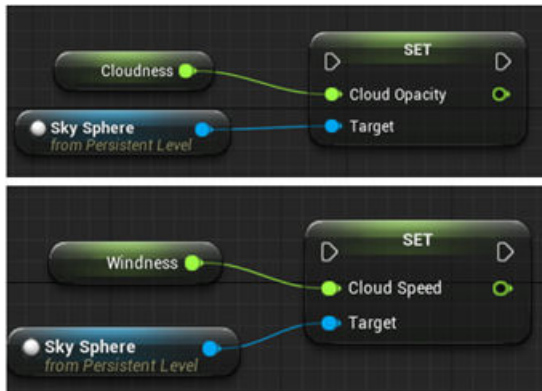 SET
Cloudness
Cloud Opacity
Sky Sphere
from Persistent Level
Target
SET
Windness
Cloud Speed
Target
Sky Sphere
from Persistent Level